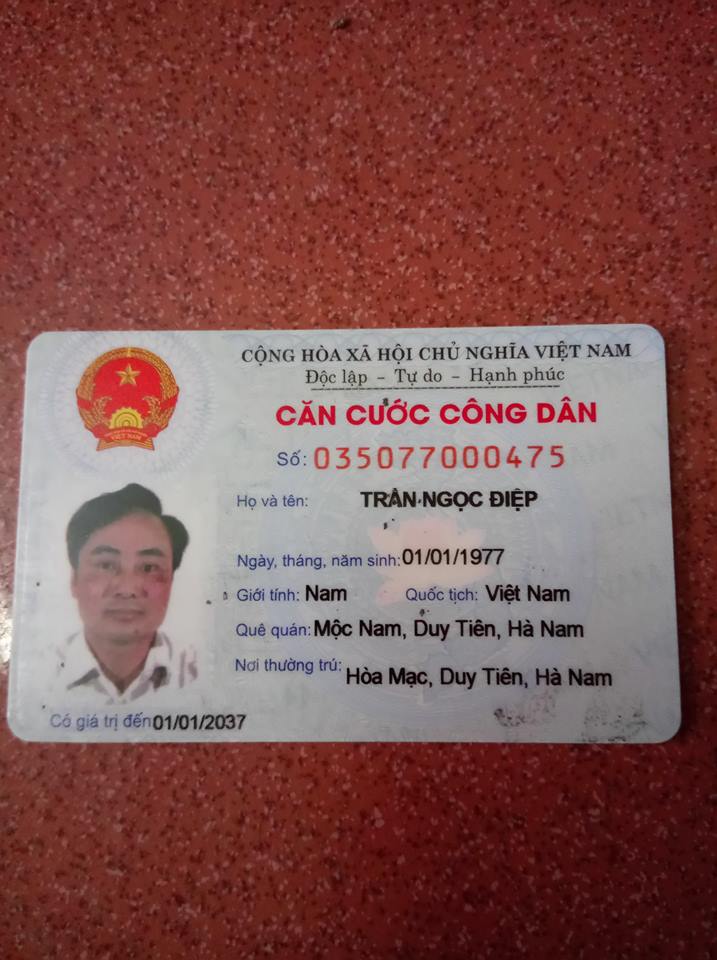 CỘNG HÒA XÃ HỘI CHỦ NGHĨA VIỆT NAM
Độc lập - Tự do - Hạnh phúc
CĂN CƯỚC CÔNG DÂN
Số: 035077000475
Họ và tên: TRẦN NGỌC ĐIỆP
Ngày, tháng, năm sinh: 01/01/1977
Giới tính: Nam Quốc tịch: Việt Nam
Quê quán: Mộc Nam, Duy Tiên, Hà Nam
Nơi thường trú: Hòa Mạc, Duy Tiên, Hà Nam
Có giá trị đến 01/01/2037
VIỆT NAM